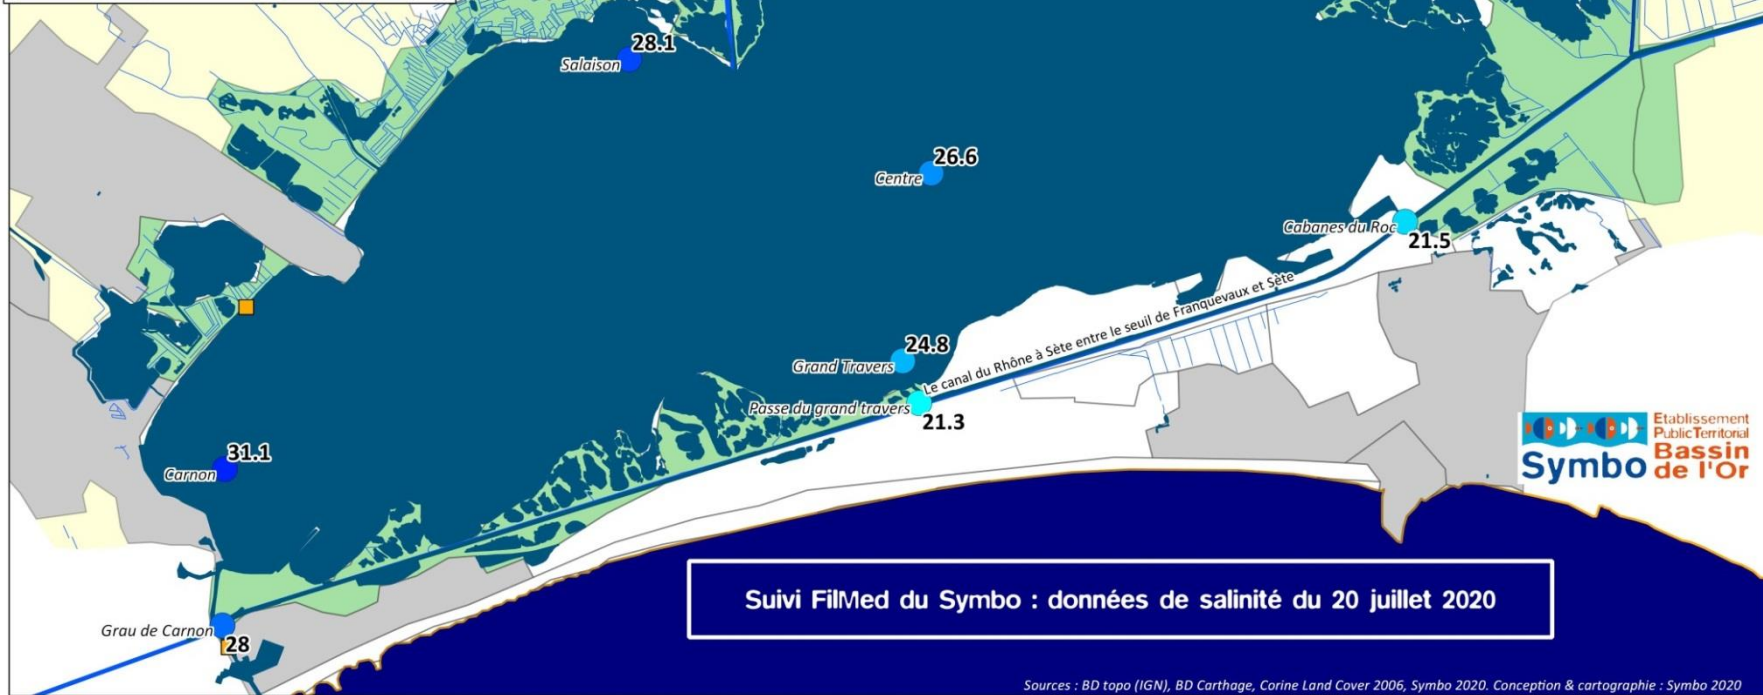 28.1
Salaison
26.6
Centre
Cabanes du Roc
21.5
Le canal du Rhône à Sète entre le seuil de Franquevaux et Sète
24.8
Grand Travers
Passe du grand travers
21.3
31.1
Carnon
Etablissement
Public Territorial
Bassin
de l'Or
Symbo
Suivi FilMed du Symbo : données de salinité du 20 juillet 2020
Grau de Carnon
28
Sources : BD topo (IGN), BD Carthage, Corine Land Cover 2006, Symbo 2020. Conception & cartographie : Symbo 2020